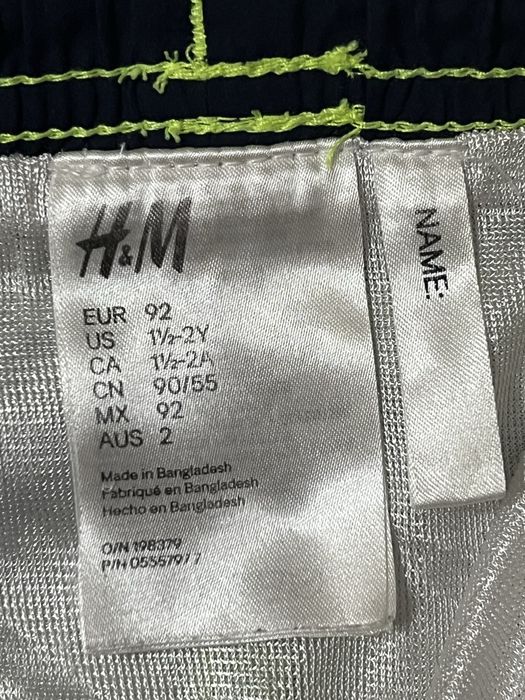 H&M
EUR 92
US 1½-2Y
CA 1½-2A
CN 90/55
MX 92
AUS 2
Made in Bangladesh
Fabriqué en Bangladesh
Hecho en Bangladesh
O/N 198379
P/N
NAME: